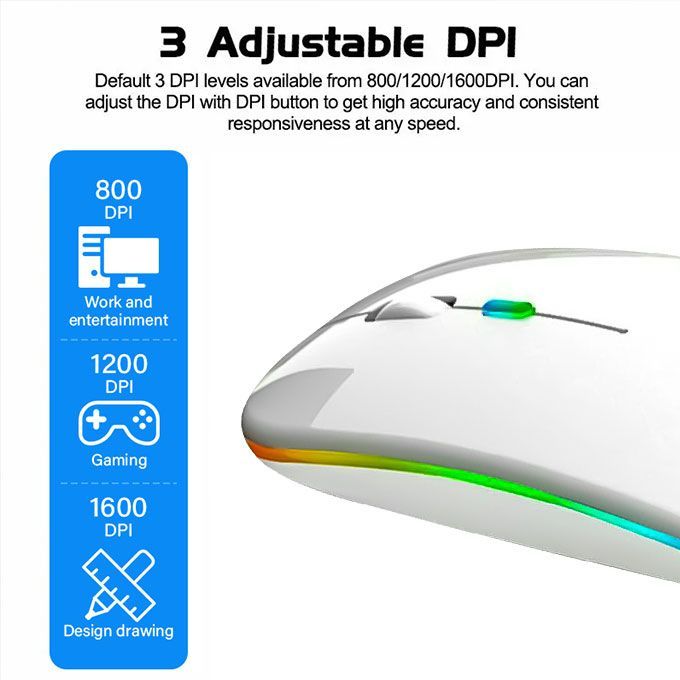 3 Adjustable DPI
Default 3 DPI levels available from 800/1200/1600DPI. You can
adjust the DPI with DPI button to get high accuracy and consistent
responsiveness at any speed.
800
DPI
Work and
entertainment
1200
DPI
Gaming
1600
DPI
Design drawing